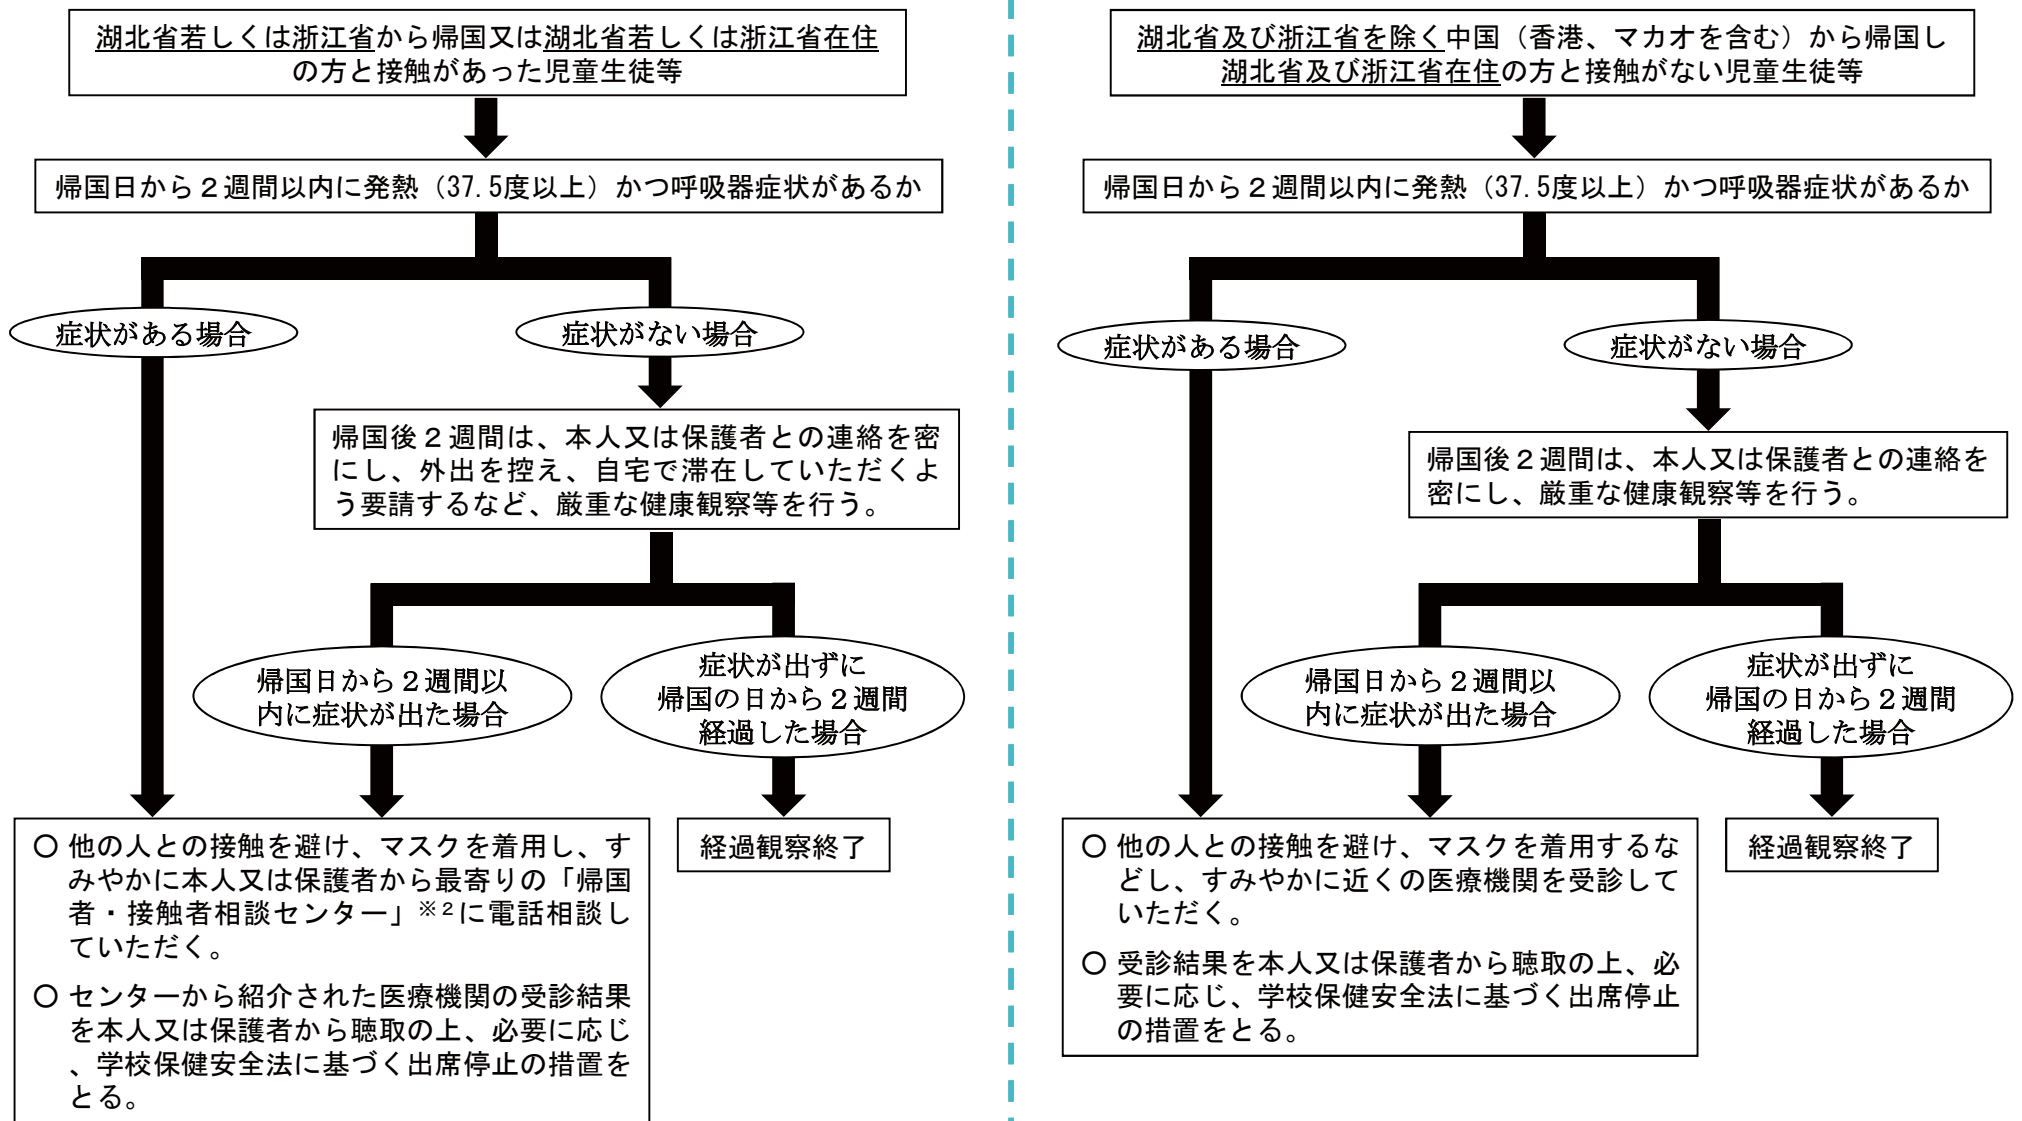 湖北省若しくは浙江省から帰国又は湖北省若しくは浙江省在住
の方と接触があった児童生徒等
帰国日から２週間以内に発熱（37.5度以上）かつ呼吸器症状があるか
症状がある場合
症状がない場合
帰国後２週間は、本人又は保護者との連絡を密
にし、外出を控え、自宅で滞在していただくよ
う要請するなど、厳重な健康観察等を行う。
帰国日から２週間以
内に症状が出た場合
症状が出ずに
帰国の日から２週間
経過した場合
○ 他の人との接触を避け、マスクを着用し、す
みやかに本人又は保護者から最寄りの「帰国
者・接触者相談センター」※２に電話相談し
ていただく。
○ センターから紹介された医療機関の受診結果
を本人又は保護者から聴取の上、必要に応じ
、学校保健安全法に基づく出席停止の措置を
とる。
経過観察終了
湖北省及び浙江省を除く中国（香港、マカオを含む）から帰国し
湖北省及び浙江省在住の方と接触がない児童生徒等
帰国日から２週間以内に発熱（37.5度以上）かつ呼吸器症状があるか
症状がある場合
症状がない場合
帰国後２週間は、本人又は保護者との連絡を
密にし、厳重な健康観察等を行う。
帰国日から２週間以
内に症状が出た場合
症状が出ずに
帰国の日から２週間
経過した場合
○ 他の人との接触を避け、マスクを着用するな
どし、すみやかに近くの医療機関を受診して
いただく。
○ 受診結果を本人又は保護者から聴取の上、必
要に応じ、学校保健安全法に基づく出席停止
の措置をとる。
経過観察終了